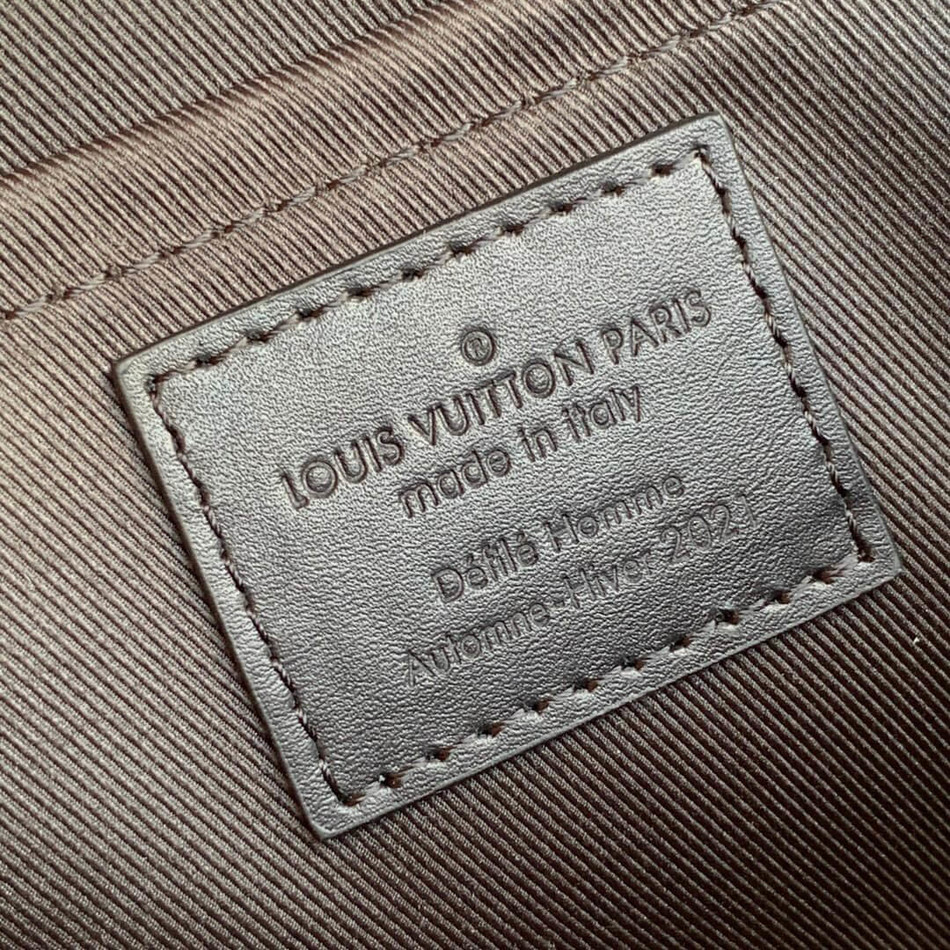 ®
LOUIS VUITTON PARIS
made in italy
Défilé Homme
Automne-Hiver 2021